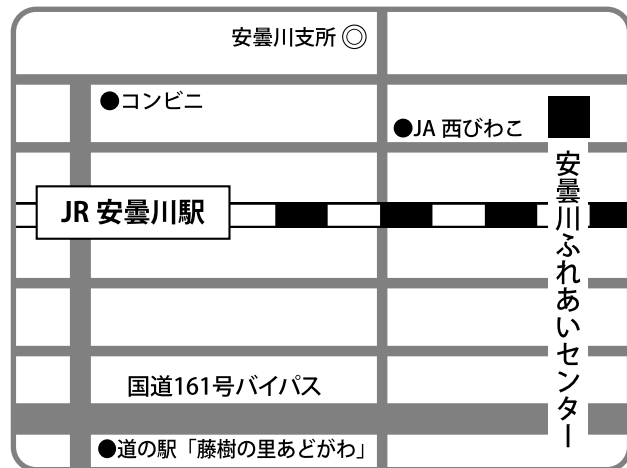 安曇川支所◎
●コンビニ
●JA 西びわこ
安曇川ふれあいセンター
JR 安曇川駅
国道161号バイパス
●道の駅「藤樹の里あどがわ」